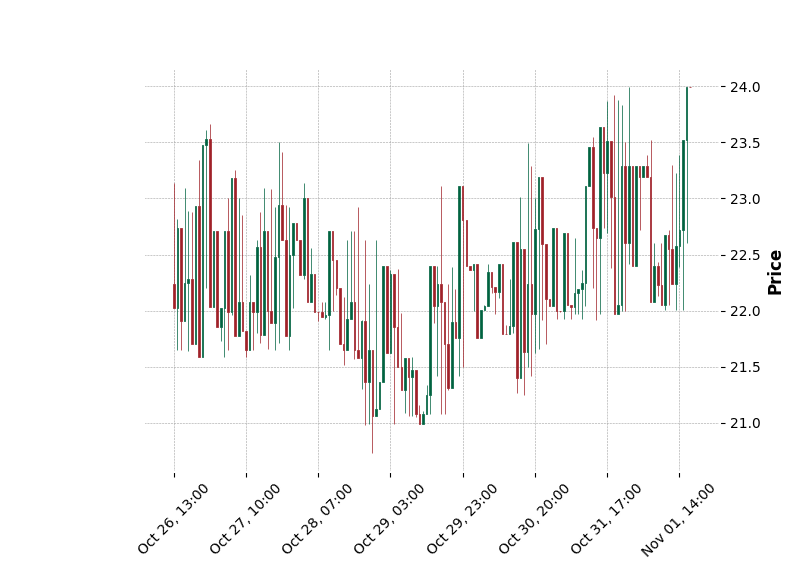 24.0
23.5
23.0
22.5
22.0
21.5
21.0
Price
Oct 26, 13:00
Oct 27, 10:00
Oct 28, 07:00
Oct 29, 03:00
Oct 29, 23:00
Oct 30, 20:00
Oct 31, 17:00
Nov 01, 14:00